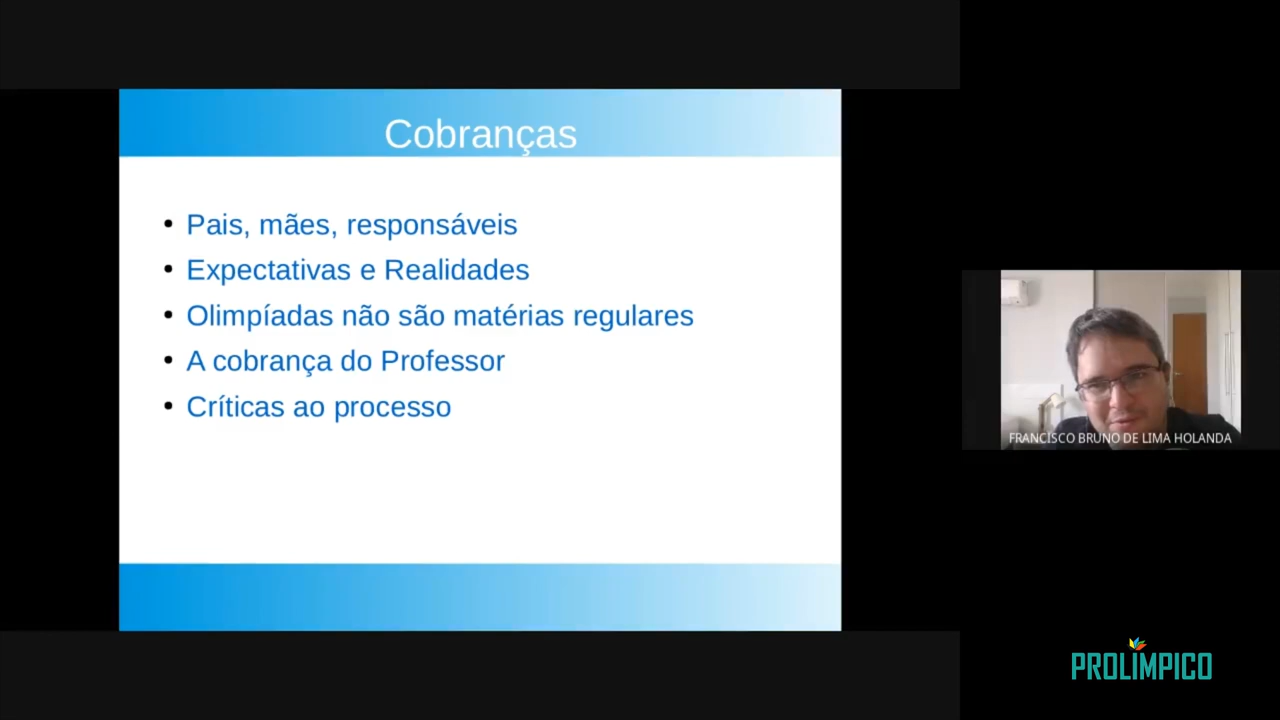 Cobranças
Pais, mães, responsáveis
Expectativas e Realidades
Olimpíadas não são matérias regulares
A cobrança do Professor
Críticas ao processo
FRANCISCO BRUNO DE LIMA HOLANDA
PROLÍMPICO